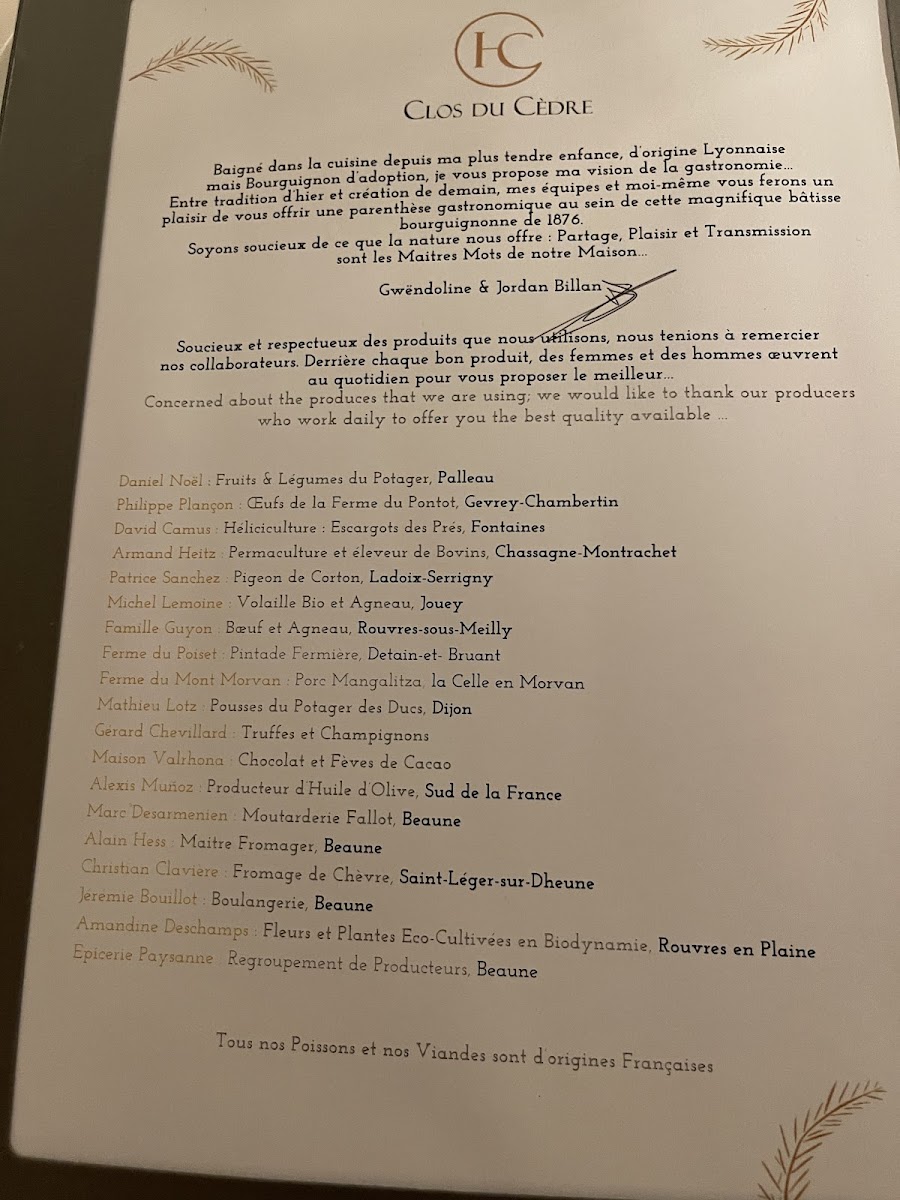 HC
CLOS DU CÈDRE
Baigné dans la cuisine depuis ma plus tendre enfance, d'origine Lyonnaise
mais Bourguignon d'adoption, je vous propose ma vision de la gastronomie...
Entre tradition d'hier et création de demain, mes équipes et moi-même vous ferons un
plaisir de vous offrir une parenthèse gastronomique au sein de cette magnifique bâtisse
bourguignonne de 1876.
Soyons soucieux de ce que la nature nous offre : Partage, Plaisir et Transmission
sont les Maitres Mots de notre Maison...
Gwëndoline & Jordan Billan
Soucieux et respectueux des produits que nous utilisons, nous tenions à remercier
nos collaborateurs. Derrière chaque bon produit, des femmes et des hommes œuvrent
au quotidien pour vous proposer le meilleur...
Concerned about the produces that we are using; we would like to thank our producers
who work daily to offer you the best quality available ...
Daniel Noël : Fruits & Légumes du Potager, Palleau
Philippe Plançon : Œufs de la Ferme du Pontot, Gevrey-Chambertin
David Camus : Héliciculture : Escargots des Prés, Fontaines
Armand Heitz : Permaculture et éleveur de Bovins, Chassagne-Montrachet
Patrice Sanchez : Pigeon de Corton, Ladoix-Serrigny
Michel Lemoine : Volaille Bio et Agneau, Jouey
Famille Guyon : Bœuf et Agneau, Rouvres-sous-Meilly
Ferme du Poiset : Pintade Fermière, Detain-et- Bruant
Ferme du Mont Morvan : Porc Mangalitza, la Celle en Morvan
Mathieu Lotz : Pousses du Potager des Ducs, Dijon
Gérard Chevillard : Truffes et Champignons
Maison Valrhona : Chocolat et Fèves de Cacao
Alexis Muñoz : Producteur d'Huile d'Olive, Sud de la France
Marc Desarmenien : Moutarderie Fallot, Beaune
Alain Hess : Maitre Fromager, Beaune
Christian Clavière : Fromage de Chèvre, Saint-Léger-sur-Dheune
Jérémie Bouillot : Boulangerie, Beaune
Amandine Deschamps : Fleurs et Plantes Eco-Cultivées en Biodynamie, Rouvres en Plaine
Epicerie Paysanne : Regroupement de Producteurs, Beaune
Tous nos Poissons et nos Viandes sont d'origines Françaises